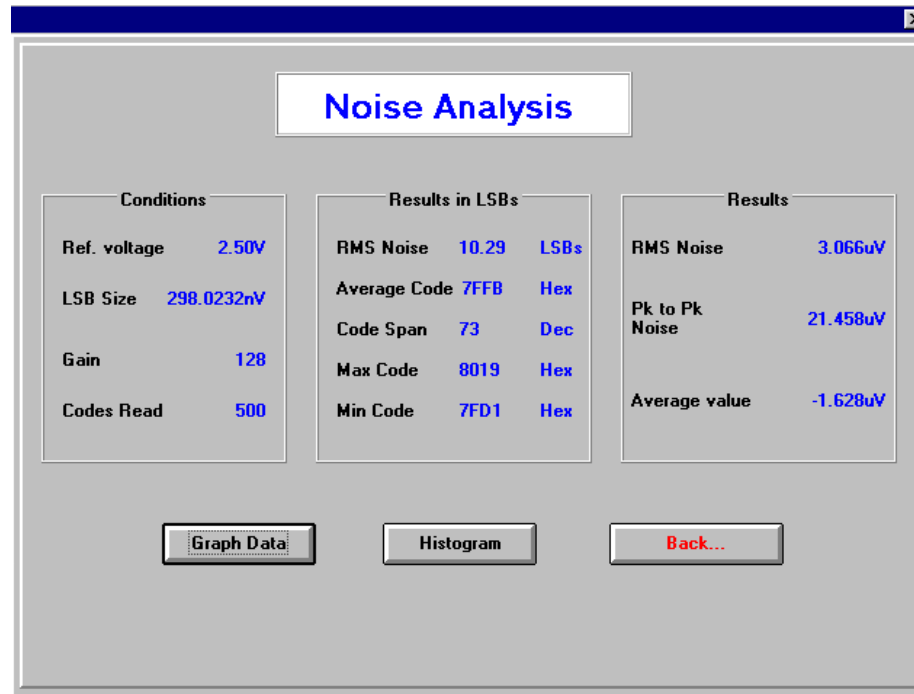 Noise Analysis
Conditions
Ref. voltage 2.50V
LSB Size 298.0232nV
Gain 128
Codes Read 500
Results in LSBs
RMS Noise 10.29 LSBs
Average Code 7FFB Hex
Code Span 73 Dec
Max Code 8019 Hex
Min Code 7FD1 Hex
Results
RMS Noise 3.066uV
Pk to Pk
Noise 21.458uV
Average value -1.628uV
Graph Data
Histogram
Back...